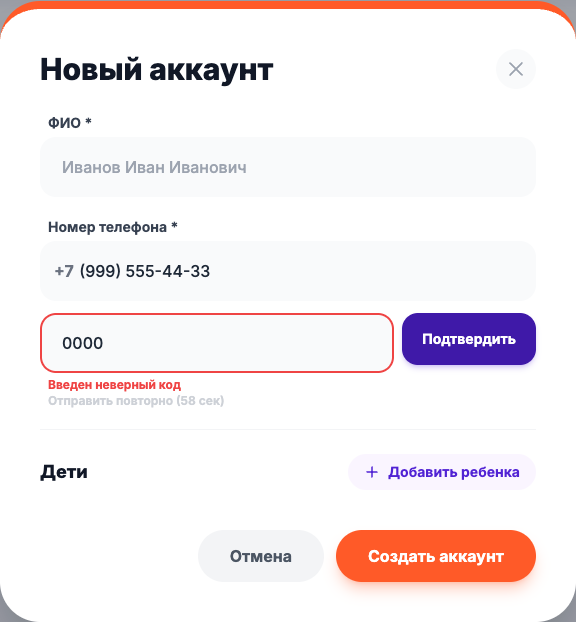 Новый аккаунт
ФИО *
Иванов Иван Иванович
Номер телефона *
+7 (999) 555-44-33
0000
Подтвердить
Введен неверный код
Отправить повторно (58 сек)
Дети
+ Добавить ребенка
Отмена
Создать аккаунт